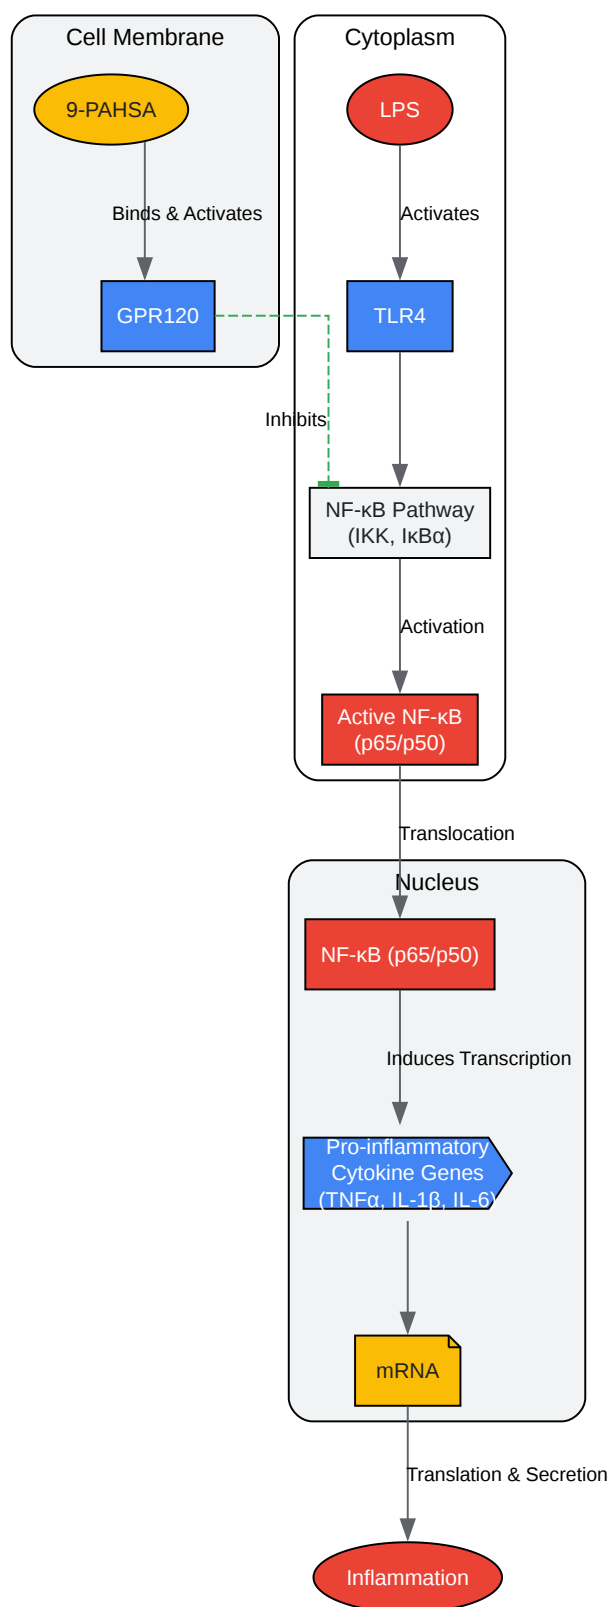 Cell Membrane
Cytoplasm
9-PAHSA
LPS
Binds & Activates
Activates
GPR120
TLR4
Inhibits
NF-κB Pathway
(IKK, IκBα)
Activation
Active NF-κB
(p65/p50)
Translocation
Nucleus
NF-κB (p65/p50)
Induces Transcription
Pro-inflammatory
Cytokine Genes
(TNFα, IL-1β, IL-6)
mRNA
Translation & Secretion
Inflammation